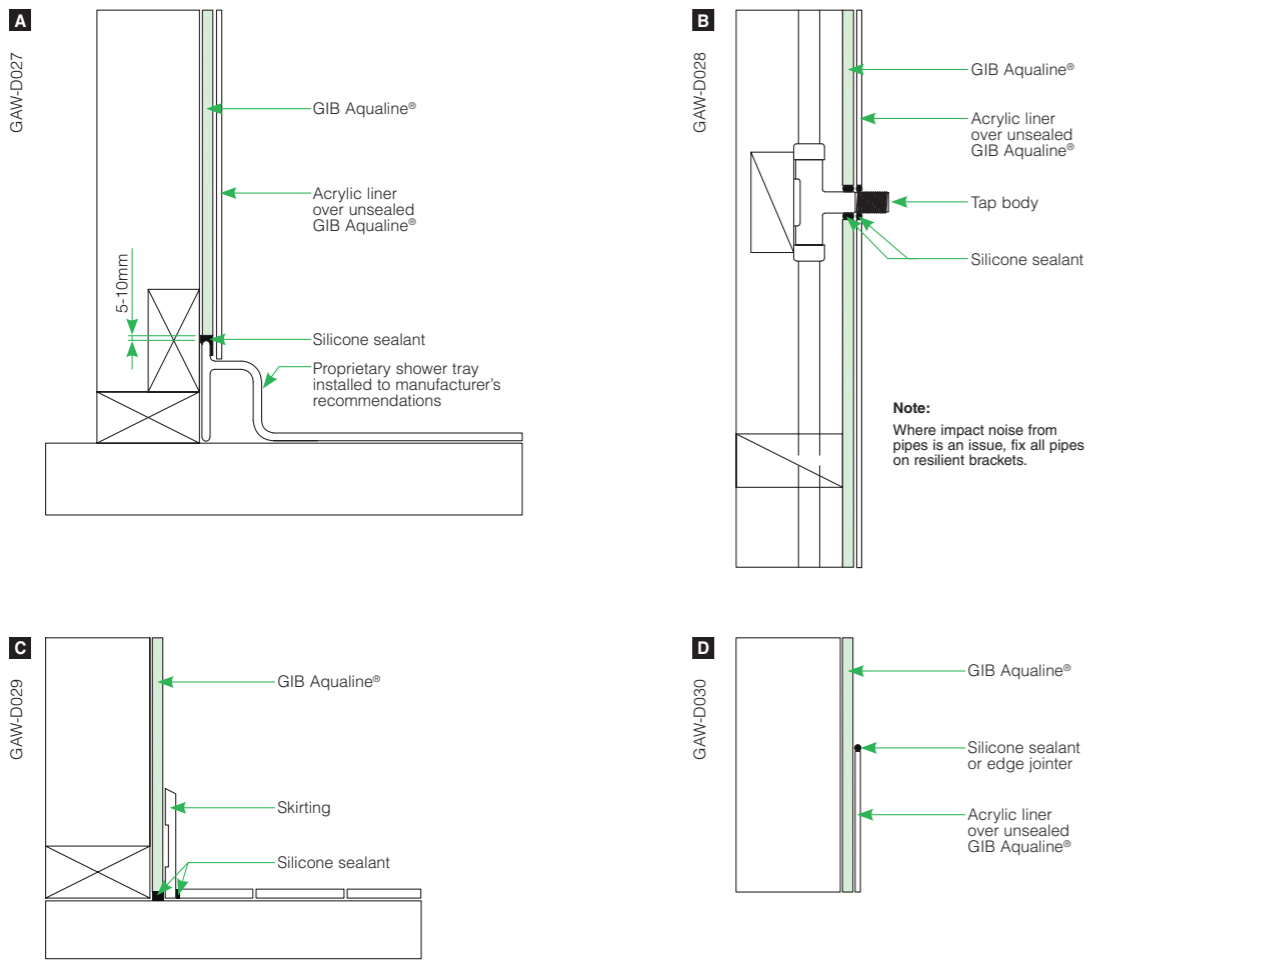 A
GAW-D027
GIB Aqualine®
Acrylic liner
over unsealed
GIB Aqualine®
5-10mm
Silicone sealant
Proprietary shower tray
installed to manufacturer's
recommendations
B
GAW-D028
GIB Aqualine®
Acrylic liner
over unsealed
GIB Aqualine®
Tap body
Silicone sealant
Note:
Where impact noise from
pipes is an issue, fix all pipes
on resilient brackets.
C
GAW-D029
GIB Aqualine®
Skirting
Silicone sealant
D
GAW-D030
GIB Aqualine®
Silicone sealant
or edge jointer
Acrylic liner
over unsealed
GIB Aqualine®